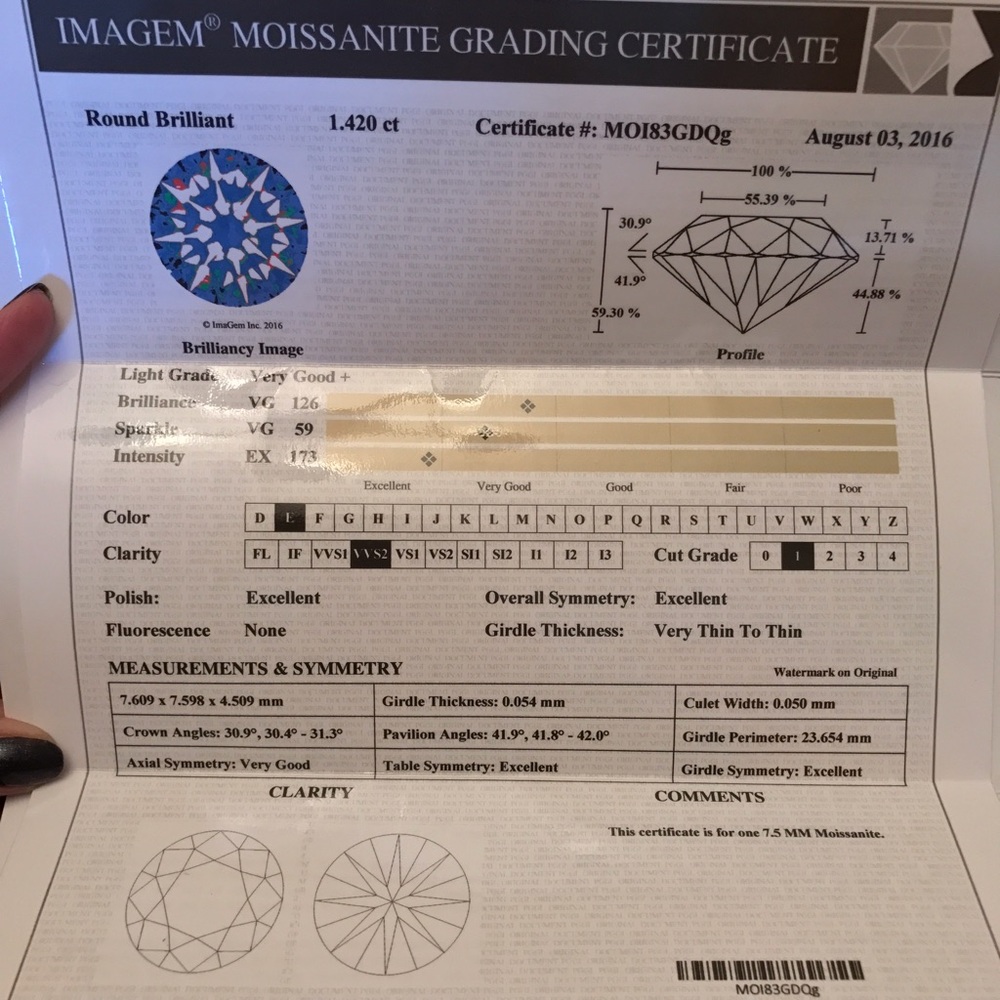 IMAGEM® MOISSANITE GRADING CERTIFICATE
Round Brilliant 1.420 ct Certificate #: MOI83GDQg August 03, 2016
100 %
55.39 %
30.9°
13.71 %
41.9°
44.88 %
59.30 %
© ImaGem Inc. 2016
Brilliancy Image Profile
Light Grade Very Good +
Brilliance VG 126
Sparkle VG 59
Intensity EX 173
Excellent Very Good Good Fair Poor
Color D E F G H I J K L M N O P Q R S T U V W X Y Z
Clarity FL IF VVS1 VVS2 VS1 VS2 SI1 SI2 I1 I2 I3 Cut Grade 0 1 2 3 4
Polish: Excellent Overall Symmetry: Excellent
Fluorescence None Girdle Thickness: Very Thin To Thin
MEASUREMENTS & SYMMETRY Watermark on Original
7.609 x 7.598 x 4.509 mm Girdle Thickness: 0.054 mm Culet Width: 0.050 mm
Crown Angles: 30.9°, 30.4° - 31.3° Pavilion Angles: 41.9°, 41.8° - 42.0° Girdle Perimeter: 23.654 mm
Axial Symmetry: Very Good Table Symmetry: Excellent Girdle Symmetry: Excellent
CLARITY COMMENTS
This certificate is for one 7.5 MM Moissanite.
MOI83GDQg